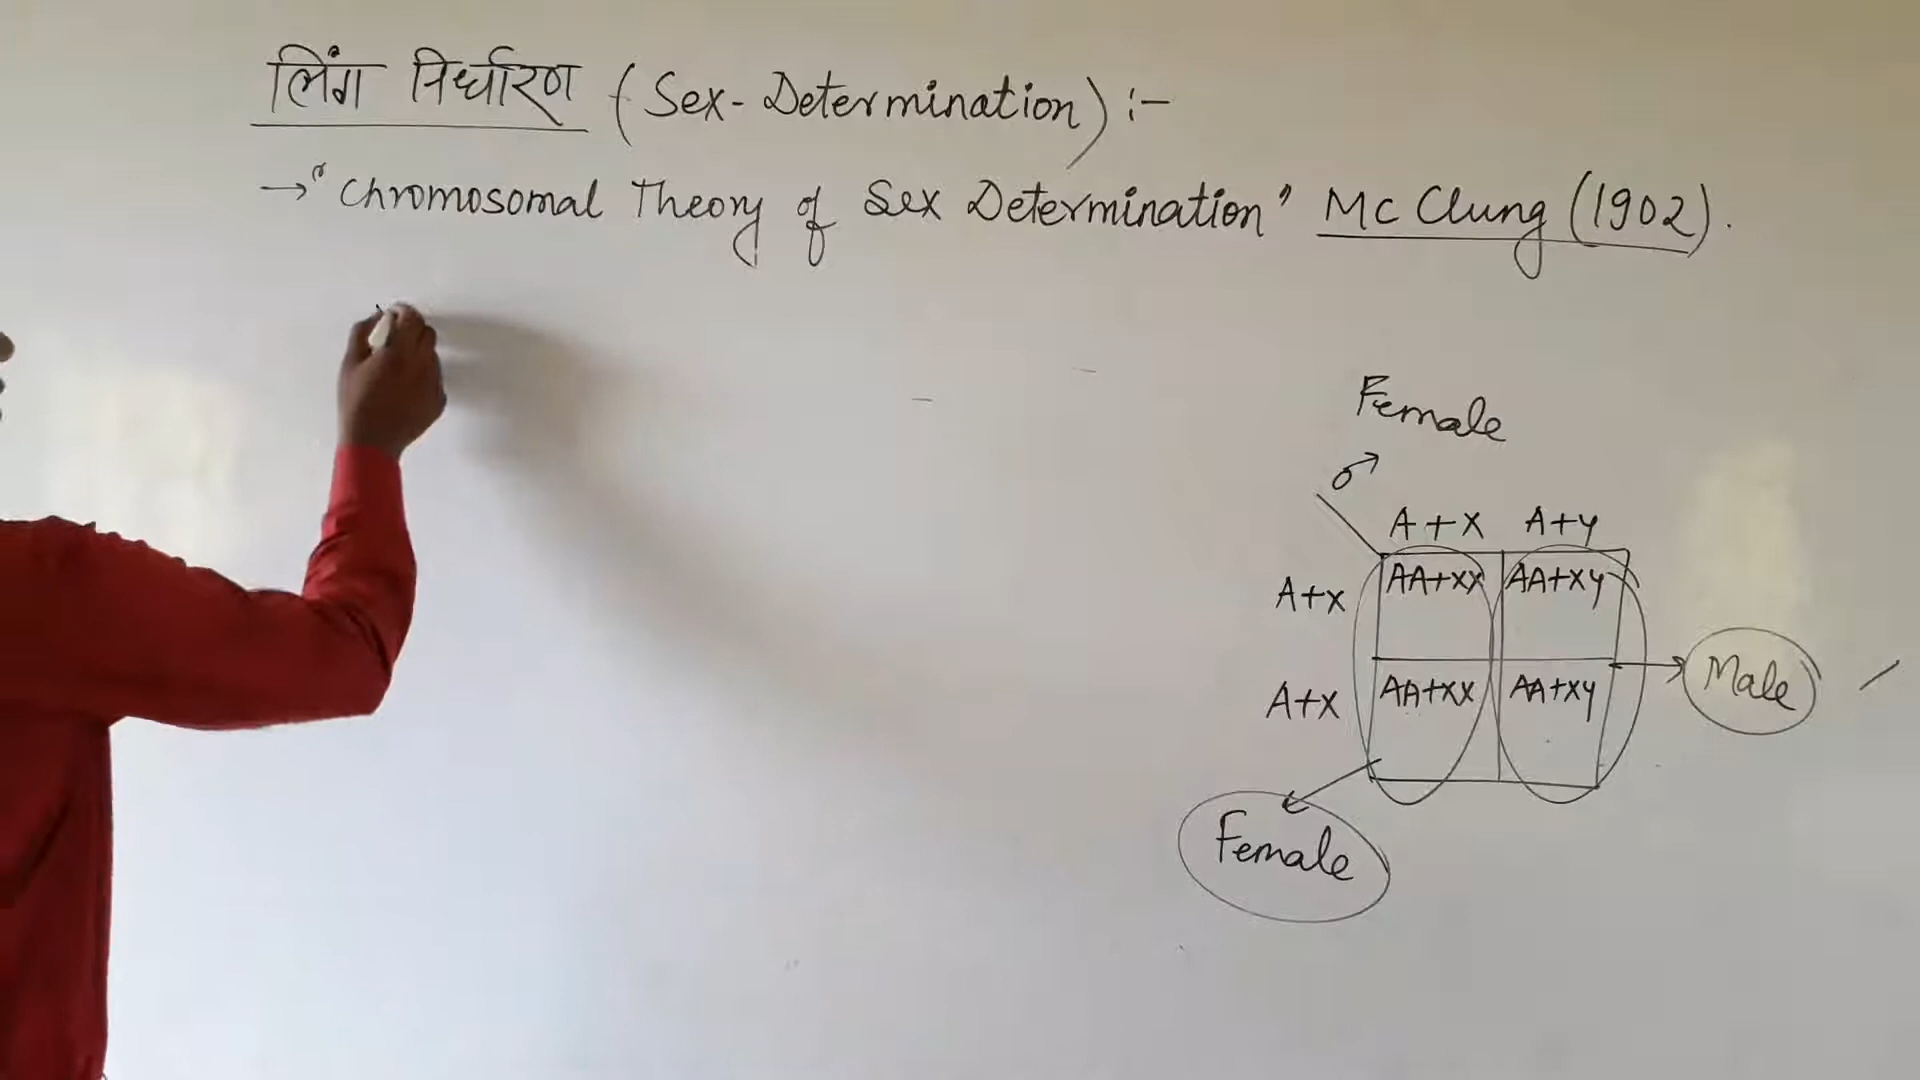 लिंग निर्धारण (Sex-Determination) :-
→ "Chromosomal Theory of Sex Determination" Mc Clung (1902).
Female
♂
A+X A+Y
A+X AA+XX AA+XY
A+X AA+XX AA+XY
Male
Female